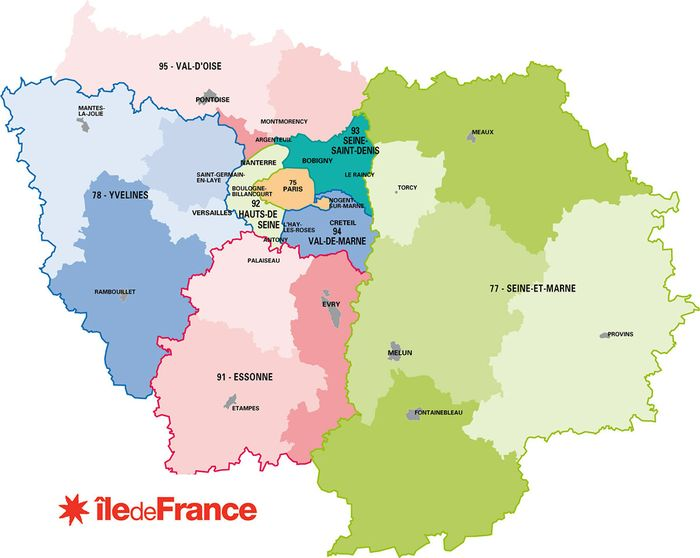 95 - VAL-D'OISE
PONTOISE
MANTES-
LA-JOLIE
MONTMORENCY
ARGENTEUIL
93
SEINE-
SAINT-DENIS
MEAUX
NANTERRE
BOBIGNY
SAINT-GERMAIN-
EN-LAYE
LE RAINCY
75
PARIS
BOULOGNE-
BILLANCOURT
TORCY
78 - YVELINES
NOGENT-
SUR-MARNE
92
HAUTS-DE
SEINE
VERSAILLES
L'HAY-
LES-ROSES
CRETEIL
94
VAL-DE-MARNE
ANTONY
PALAISEAU
RAMBOUILLET
EVRY
77 - SEINE-ET-MARNE
PROVINS
MELUN
91 - ESSONNE
ETAMPES
FONTAINEBLEAU
îledeFrance